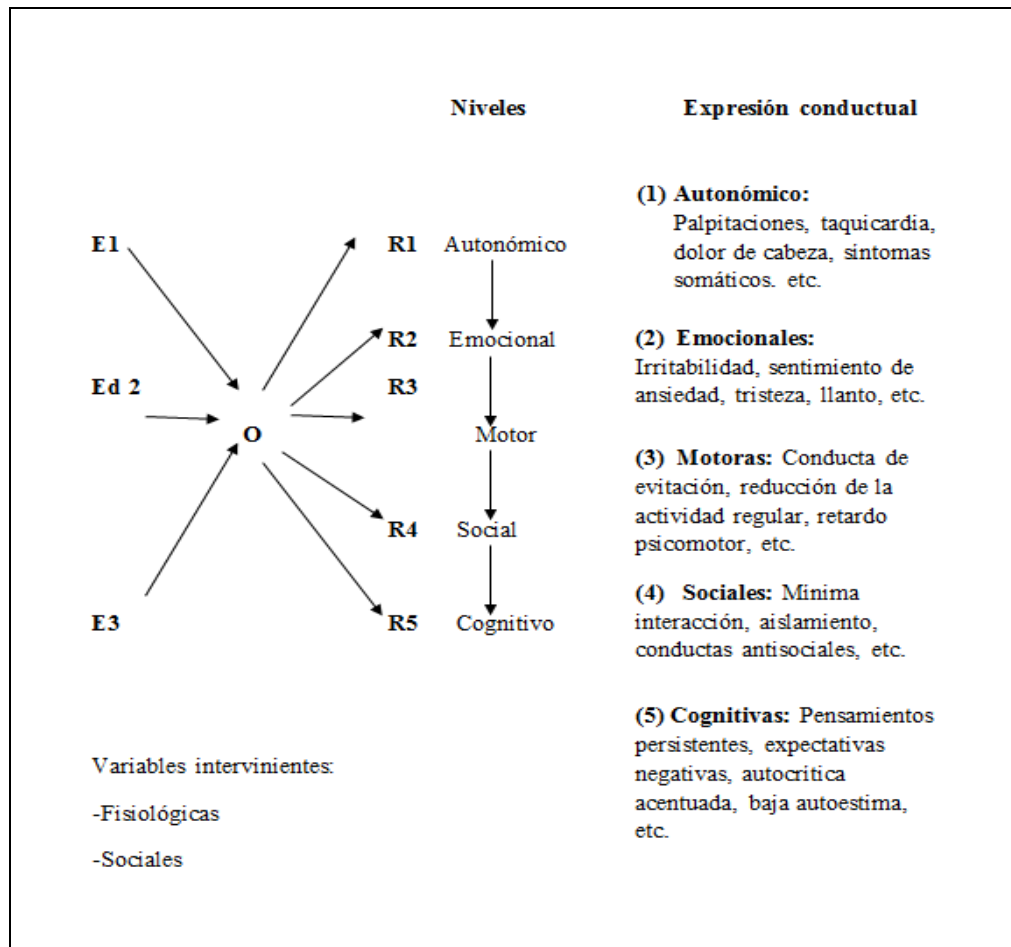 Niveles Expresión conductual
(1) Autonómico:
Palpitaciones, taquicardia,
E1 R1 Autonómico
dolor de cabeza, síntomas
somáticos. etc.
R2 Emocional
(2) Emocionales:
Irritabilidad, sentimiento de
Ed 2 R3
ansiedad, tristeza, llanto, etc.
O Motor
(3) Motoras: Conducta de
evitación, reducción de la
actividad regular, retardo
R4 Social
psicomotor, etc.
(4) Sociales: Mínima
E3 R5 Cognitivo
interacción, aislamiento,
conductas antisociales, etc.
(5) Cognitivas: Pensamientos
persistentes, expectativas
Variables intervinientes:
negativas, autocrítica
acentuada, baja autoestima,
-Fisiológicas
etc.
-Sociales